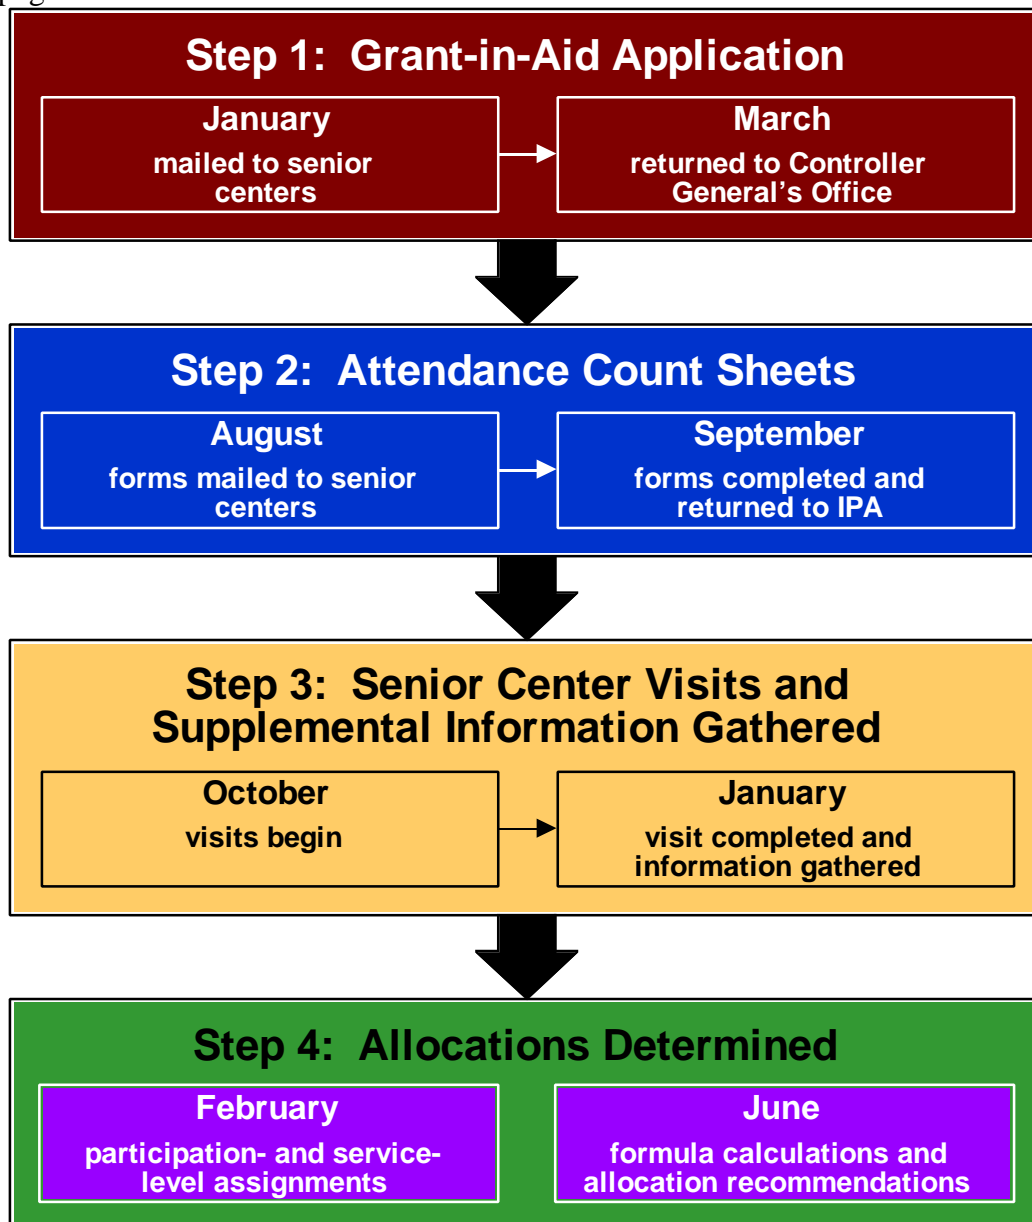 Step 1: Grant-in-Aid Application
January
mailed to senior
centers
March
returned to Controller
General's Office
Step 2: Attendance Count Sheets
August
forms mailed to senior
centers
September
forms completed and
returned to IPA
Step 3: Senior Center Visits and
Supplemental Information Gathered
October
visits begin
January
visit completed and
information gathered
Step 4: Allocations Determined
February
participation- and service-
level assignments
June
formula calculations and
allocation recommendations